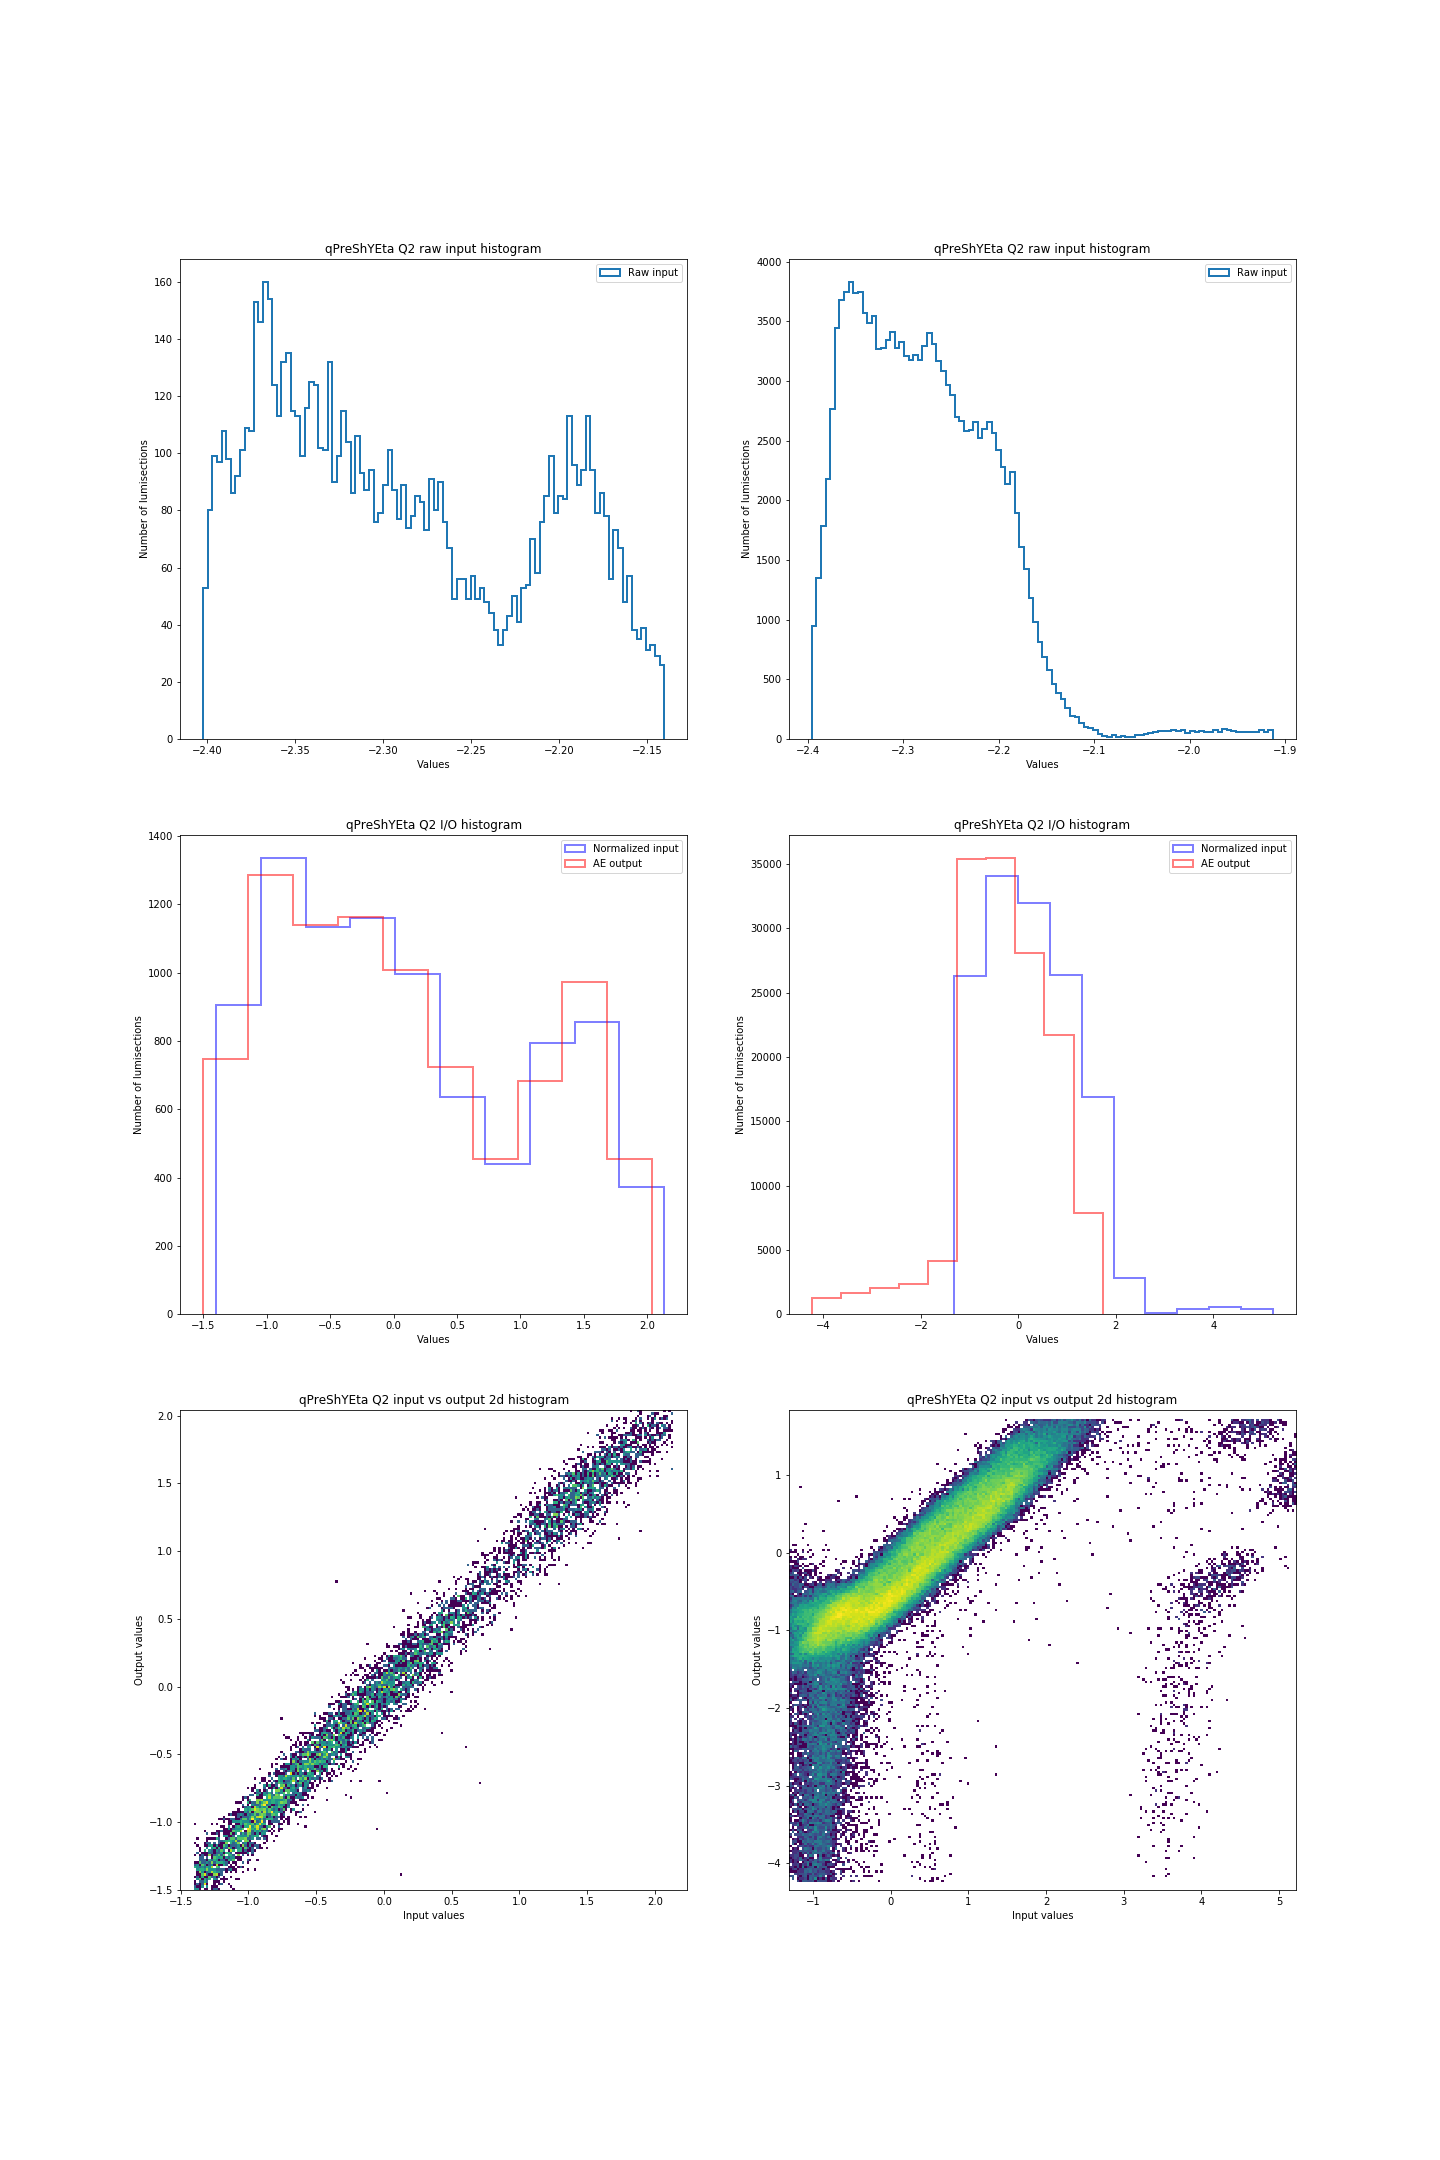 qPreShYEta Q2 raw input histogram
Raw input
160
140
120
100
80
60
40
20
0
Number of lumisections
−2.40 −2.35 −2.30 −2.25 −2.20 −2.15
Values
qPreShYEta Q2 raw input histogram
Raw input
4000
3500
3000
2500
2000
1500
1000
500
0
Number of lumisections
−2.4 −2.3 −2.2 −2.1 −2.0 −1.9
Values
qPreShYEta Q2 I/O histogram
Normalized input
AE output
1400
1200
1000
800
600
400
200
0
Number of lumisections
−1.5 −1.0 −0.5 0.0 0.5 1.0 1.5 2.0
Values
qPreShYEta Q2 I/O histogram
Normalized input
AE output
35000
30000
25000
20000
15000
10000
5000
0
Number of lumisections
−4 −2 0 2 4
Values
qPreShYEta Q2 input vs output 2d histogram
2.0
1.5
1.0
0.5
0.0
−0.5
−1.0
−1.5
Output values
−1.5 −1.0 −0.5 0.0 0.5 1.0 1.5 2.0
Input values
qPreShYEta Q2 input vs output 2d histogram
1
0
−1
−2
−3
−4
Output values
−1 0 1 2 3 4 5
Input values